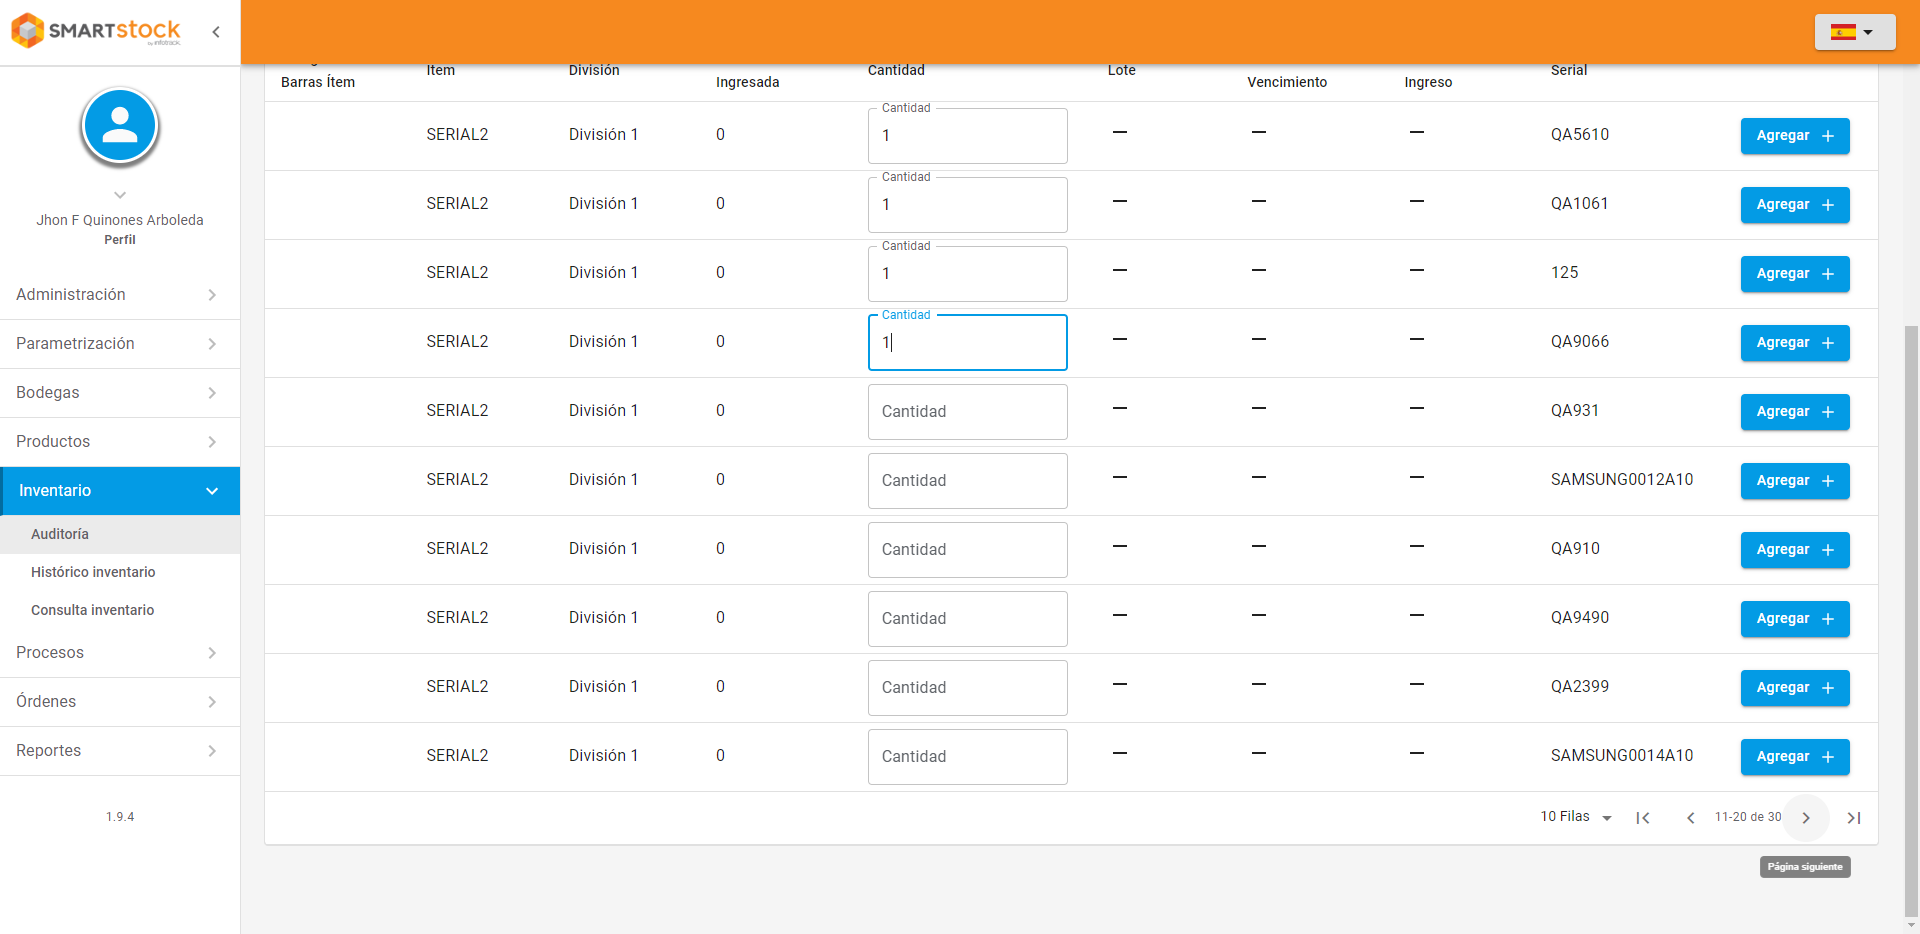 SMARTstock
by infotrack.
Jhon F Quinones Arboleda
Perfil
Administración
Parametrización
Bodegas
Productos
Inventario
Auditoría
Histórico inventario
Consulta inventario
Procesos
Órdenes
Reportes
1.9.4
Barras Ítem Item División Ingresada Cantidad Lote Vencimiento Ingreso Serial
Cantidad
SERIAL2 División 1 0 1 — — — QA5610 Agregar +
Cantidad
SERIAL2 División 1 0 1 — — — QA1061 Agregar +
Cantidad
SERIAL2 División 1 0 1 — — — 125 Agregar +
Cantidad
SERIAL2 División 1 0 1 — — — QA9066 Agregar +
SERIAL2 División 1 0 Cantidad — — — QA931 Agregar +
SERIAL2 División 1 0 Cantidad — — — SAMSUNG0012A10 Agregar +
SERIAL2 División 1 0 Cantidad — — — QA910 Agregar +
SERIAL2 División 1 0 Cantidad — — — QA9490 Agregar +
SERIAL2 División 1 0 Cantidad — — — QA2399 Agregar +
SERIAL2 División 1 0 Cantidad — — — SAMSUNG0014A10 Agregar +
10 Filas 11-20 de 30
Página siguiente